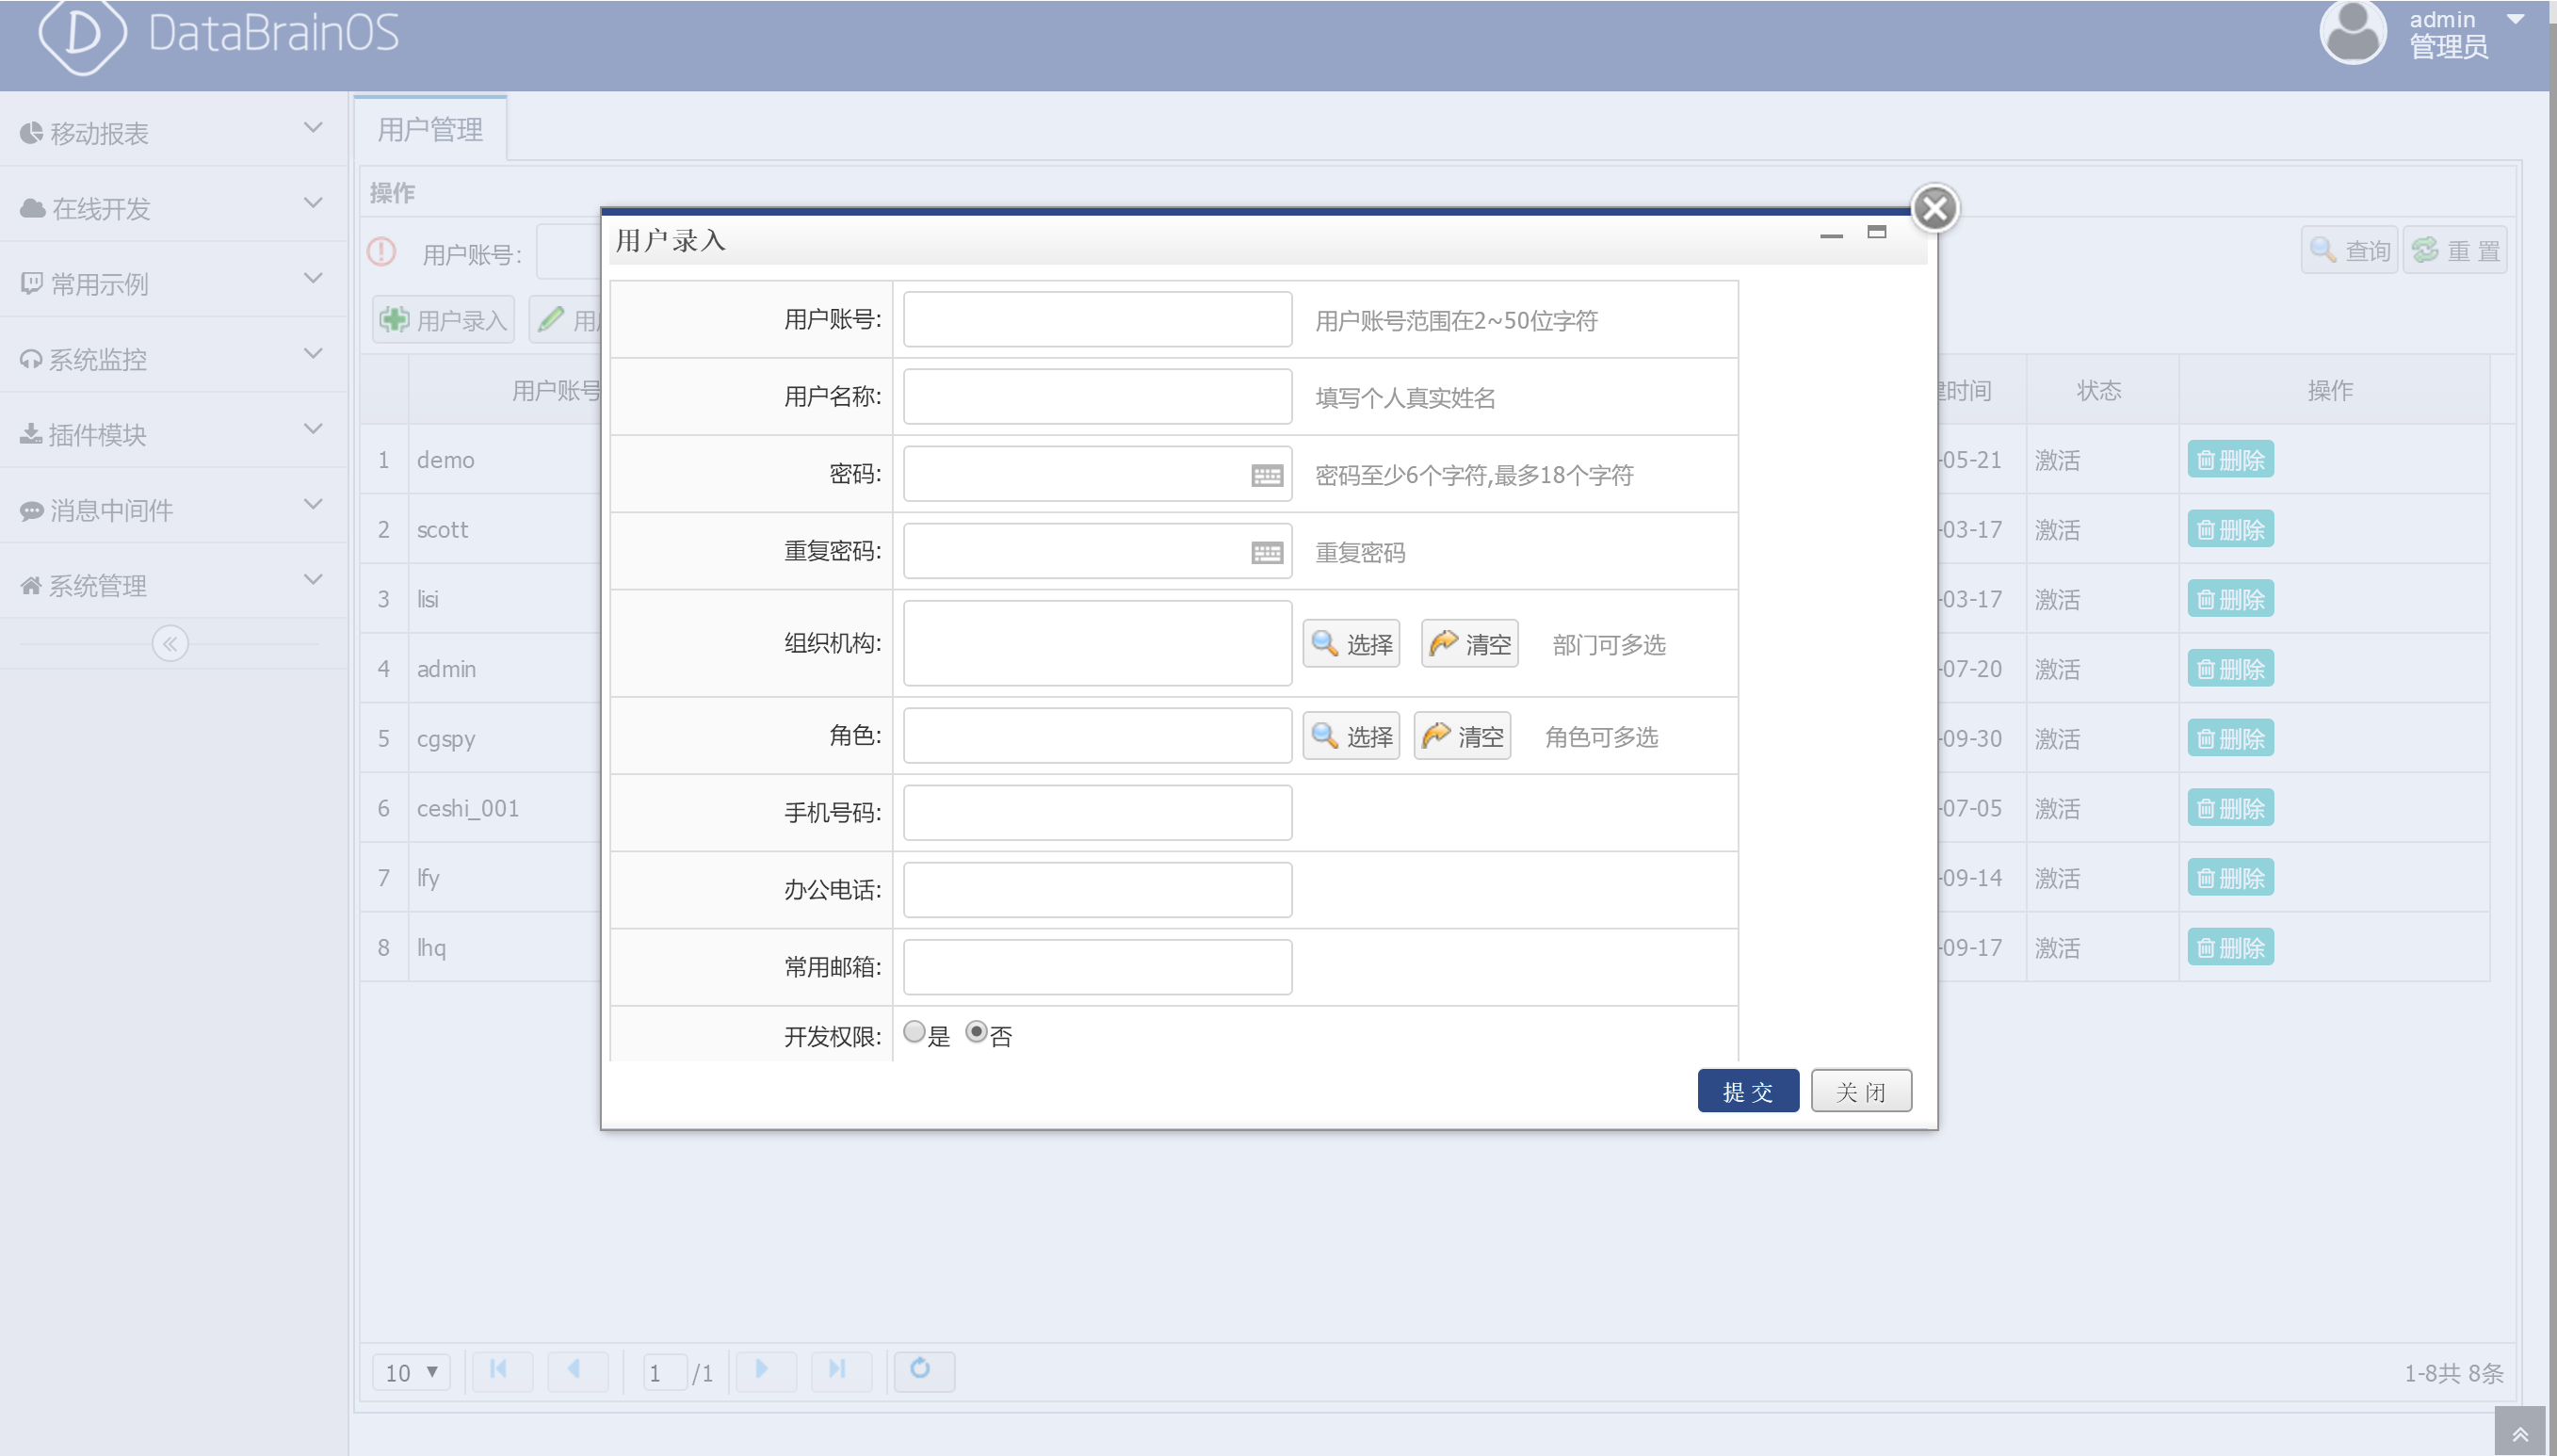 DataBrainOS
admin
管理员
移动报表
在线开发
常用示例
系统监控
插件模块
消息中间件
系统管理
用户管理
操作
用户账号:
查询
重 置
用户录入
用户账号
建时间
状态
操作
1 demo -05-21 激活 删除
2 scott -03-17 激活 删除
3 lisi -03-17 激活 删除
4 admin -07-20 激活 删除
5 cgspy -09-30 激活 删除
6 ceshi_001 -07-05 激活 删除
7 lfy -09-14 激活 删除
8 lhq -09-17 激活 删除
用户录入
用户账号: 用户账号范围在2~50位字符
用户名称: 填写个人真实姓名
密码: 密码至少6个字符,最多18个字符
重复密码: 重复密码
组织机构: 选择 清空 部门可多选
角色: 选择 清空 角色可多选
手机号码:
办公电话:
常用邮箱:
开发权限: 是 否
提 交 关 闭
10 1 /1 1-8共 8条